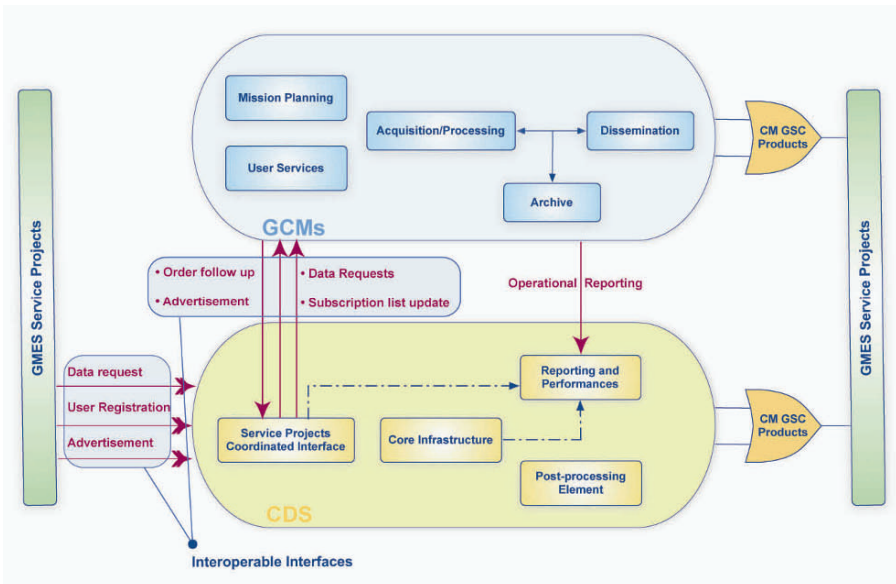 GMES Service Projects
Mission Planning
User Services
Acquisition/Processing
Dissemination
Archive
GCMs
CM GSC
Products
GMES Service Projects
• Order follow up
• Advertisement
• Data Requests
• Subscription list update
Operational Reporting
Data request
User Registration
Advertisement
Service Projects
Coordinated Interface
Core Infrastructure
Reporting and
Performances
Post-processing
Element
CDS
CM GSC
Products
Interoperable Interfaces